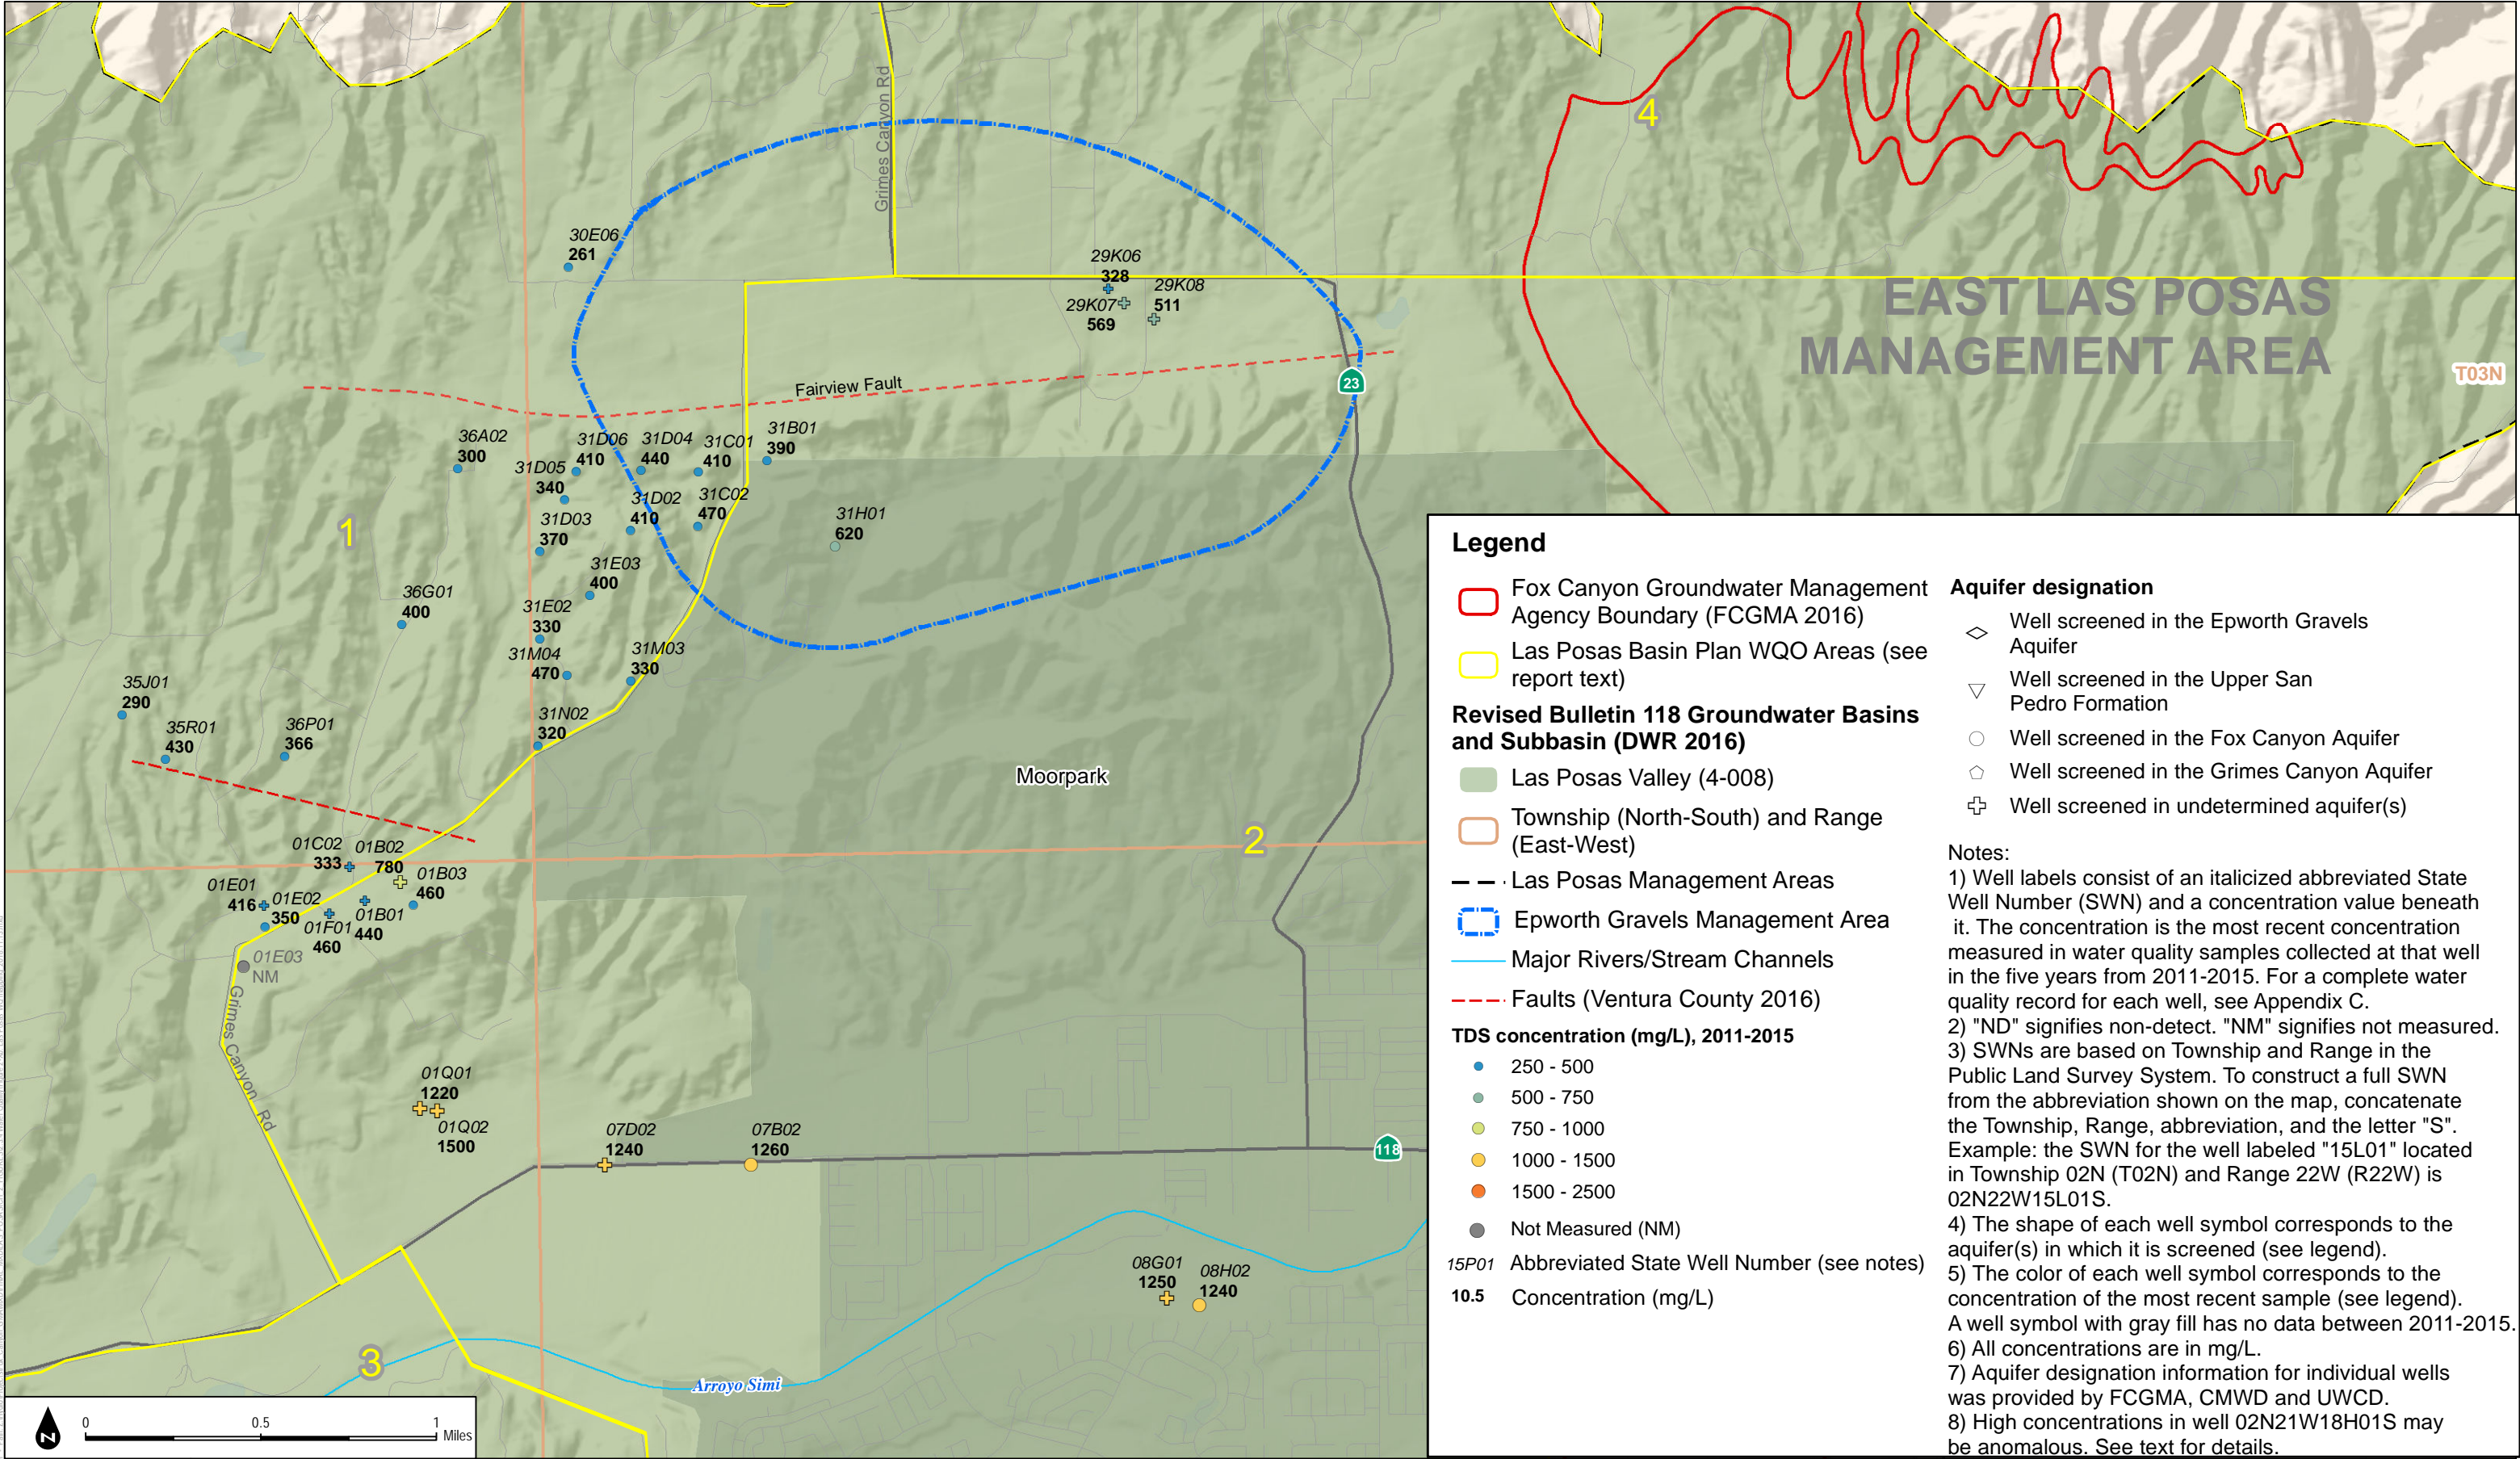 Grimes Canyon Rd
4
30E06
261
29K06
328
29K08
511
29K07
569
EAST LAS POSAS
MANAGEMENT AREA
T03N
Fairview Fault
23
36A02
300
31D06
410
31D04
440
31C01
410
31B01
390
31D05
340
31D02
410
31C02
470
31H01
620
31D03
370
1
31E03
400
36G01
400
31E02
330
31M04
470
31M03
330
35J01
290
31N02
320
35R01
430
36P01
366
Moorpark
2
01C02
333
01B02
780
01B03
460
01E01
416
01E02
350
01F01
460
01B01
440
01E03
NM
Grimes Canyon Rd
01Q01
1220
01Q02
1500
07D02
1240
07B02
1260
118
08G01
1250
08H02
1240
3
Arroyo Simi
N
0 0.5 1
Miles
Legend
Fox Canyon Groundwater Management
Agency Boundary (FCGMA 2016)
Las Posas Basin Plan WQO Areas (see
report text)
Revised Bulletin 118 Groundwater Basins
and Subbasin (DWR 2016)
Las Posas Valley (4-008)
Township (North-South) and Range
(East-West)
Las Posas Management Areas
Epworth Gravels Management Area
Major Rivers/Stream Channels
Faults (Ventura County 2016)
TDS concentration (mg/L), 2011-2015
250 - 500
500 - 750
750 - 1000
1000 - 1500
1500 - 2500
Not Measured (NM)
15P01 Abbreviated State Well Number (see notes)
10.5 Concentration (mg/L)
Aquifer designation
Well screened in the Epworth Gravels
Aquifer
Well screened in the Upper San
Pedro Formation
Well screened in the Fox Canyon Aquifer
Well screened in the Grimes Canyon Aquifer
Well screened in undetermined aquifer(s)
Notes:
1) Well labels consist of an italicized abbreviated State
Well Number (SWN) and a concentration value beneath
it. The concentration is the most recent concentration
measured in water quality samples collected at that well
in the five years from 2011-2015. For a complete water
quality record for each well, see Appendix C.
2) "ND" signifies non-detect. "NM" signifies not measured.
3) SWNs are based on Township and Range in the
Public Land Survey System. To construct a full SWN
from the abbreviation shown on the map, concatenate
the Township, Range, abbreviation, and the letter "S".
Example: the SWN for the well labeled "15L01" located
in Township 02N (T02N) and Range 22W (R22W) is
02N22W15L01S.
4) The shape of each well symbol corresponds to the
aquifer(s) in which it is screened (see legend).
5) The color of each well symbol corresponds to the
concentration of the most recent sample (see legend).
A well symbol with gray fill has no data between 2011-2015.
6) All concentrations are in mg/L.
7) Aquifer designation information for individual wells
was provided by FCGMA, CMWD and UWCD.
8) High concentrations in well 02N21W18H01S may
be anomalous. See text for details.